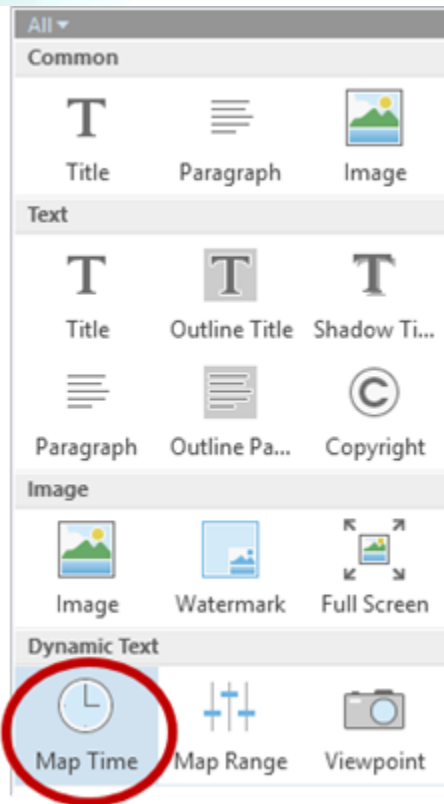 All
Common
Title Paragraph Image
Text
Title Outline Title Shadow Ti...
Paragraph Outline Pa... Copyright
Image
Image Watermark Full Screen
Dynamic Text
Map Time Map Range Viewpoint